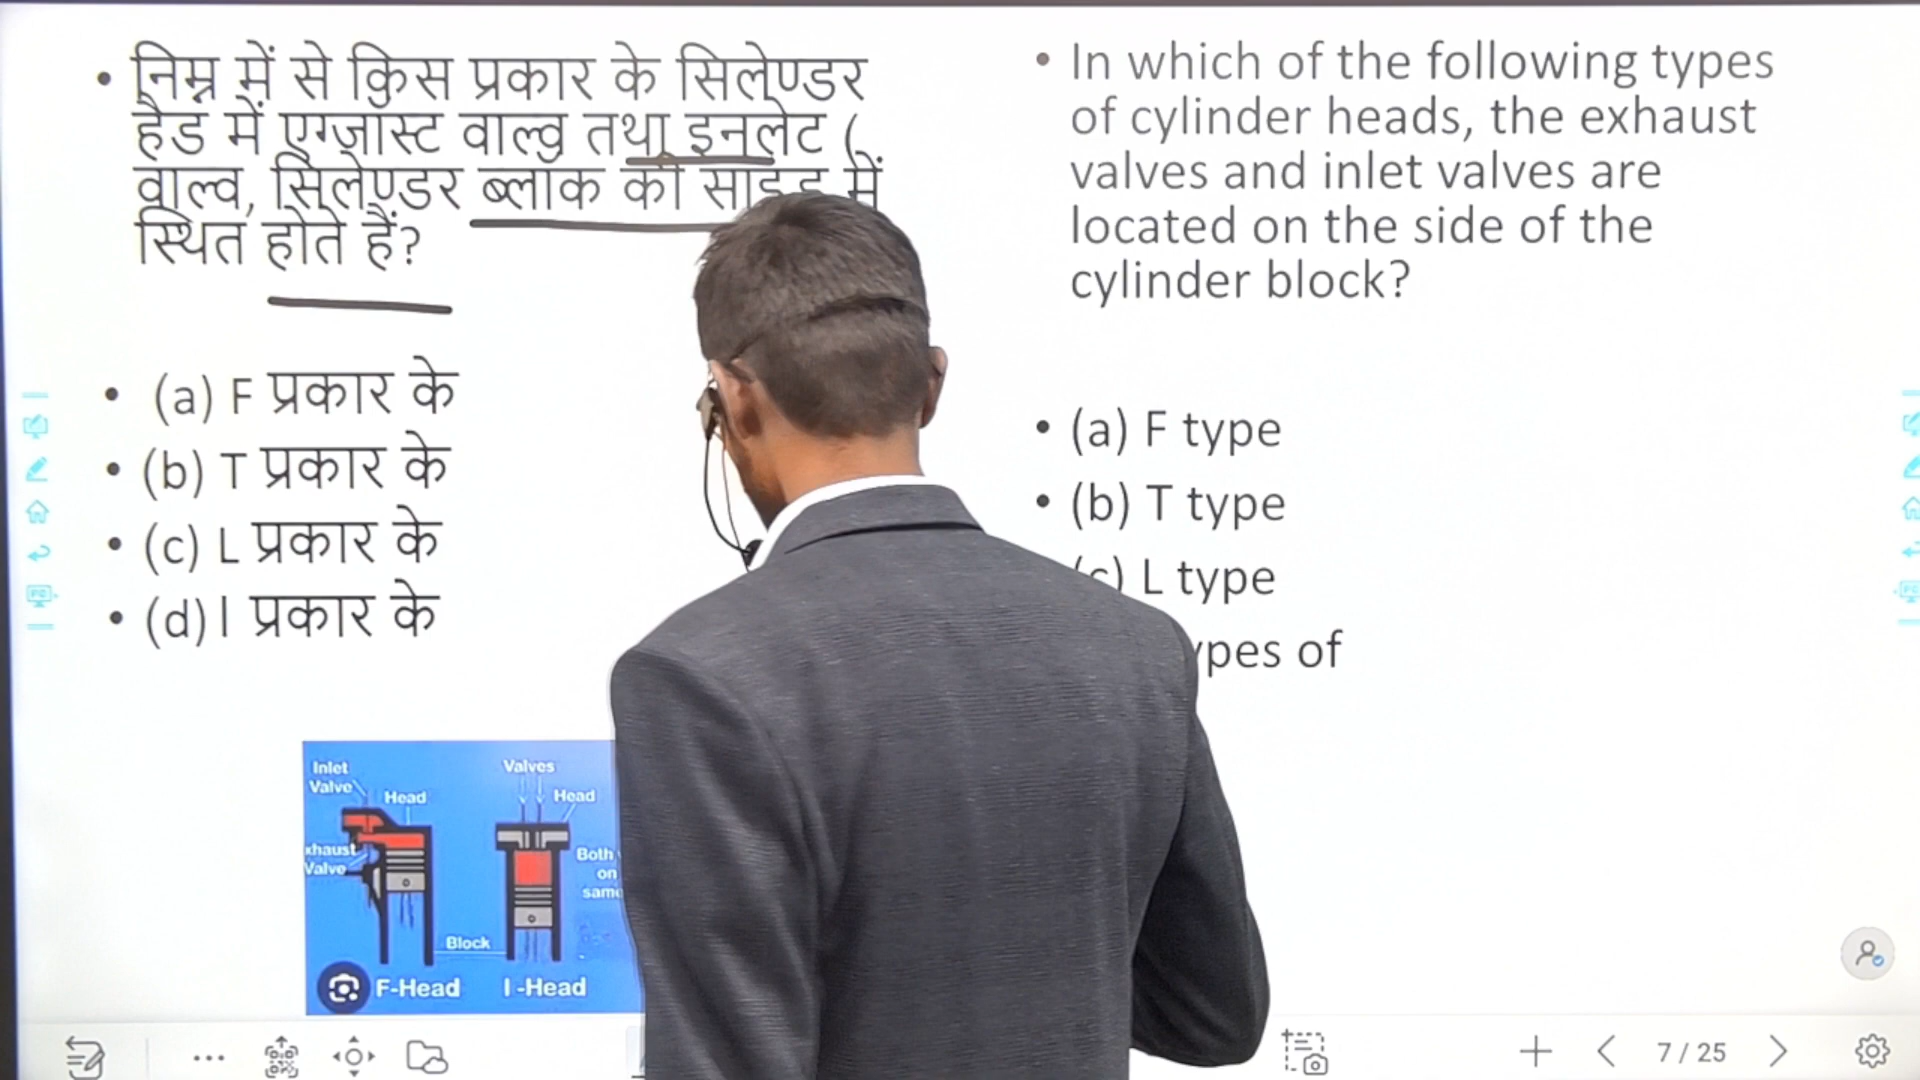 • निम्न में से किस प्रकार के सिलेण्डर
हैड में एग्जॉस्ट वाल्व तथा इनलेट (
वाल्व, सिलेण्डर ब्लाक की साइड में
स्थित होते हैं?
• (a) F प्रकार के
• (b) T प्रकार के
• (c) L प्रकार के
• (d) I प्रकार के
• In which of the following types
of cylinder heads, the exhaust
valves and inlet valves are
located on the side of the
cylinder block?
• (a) F type
• (b) T type
(c) L type
of
Inlet
Valve
Head
Valve
F-Head
Valves
Head
Both
on
Block
I-Head
7 / 25